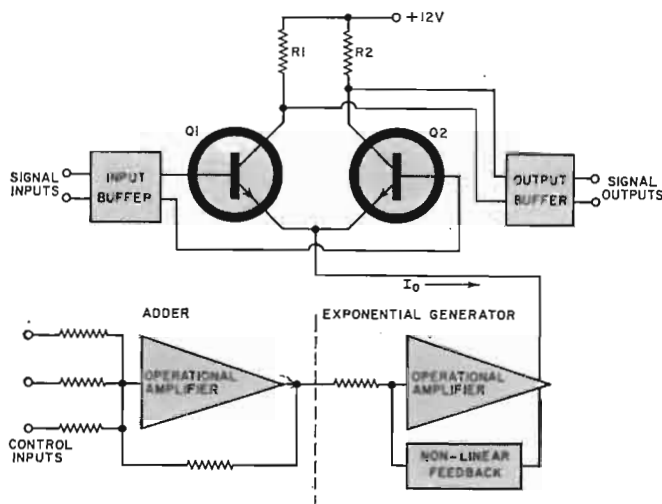 +12V
R1
R2
Q1
Q2
SIGNAL
INPUTS
INPUT
BUFFER
OUTPUT
BUFFER
SIGNAL
OUTPUTS
I0
ADDER
EXPONENTIAL GENERATOR
OPERATIONAL
AMPLIFIER
OPERATIONAL
AMPLIFIER
CONTROL
INPUTS
NON-LINEAR
FEEDBACK